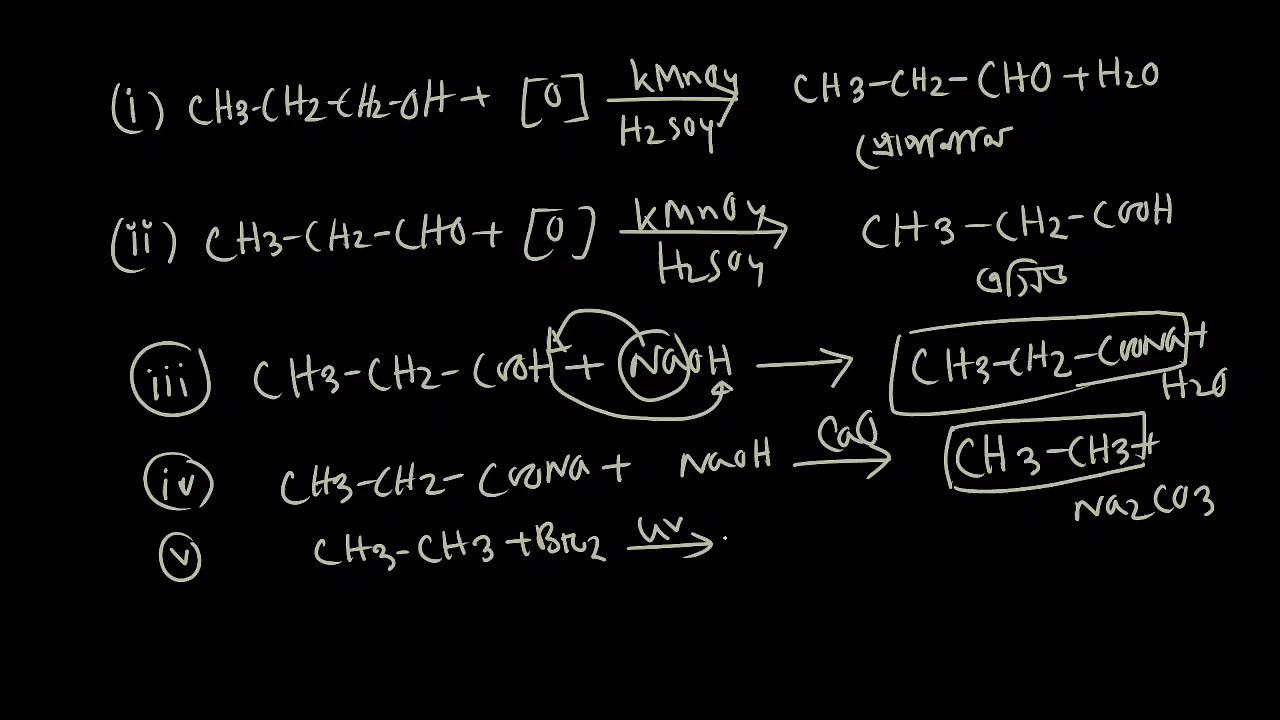 (i) CH3-CH2-CH2-OH + [O] KMnO4 H2SO4 CH3-CH2-CHO + H2O
(ii) CH3-CH2-CHO + [O] KMnO4 H2SO4 CH3-CH2-COOH
iii CH3-CH2-COOH + NaOH → CH3-CH2-COONa + H2O
iv CH3-CH2-COONa + NaOH CaO → CH3-CH3 + Na2CO3
v CH3-CH3 + Br2 UV →